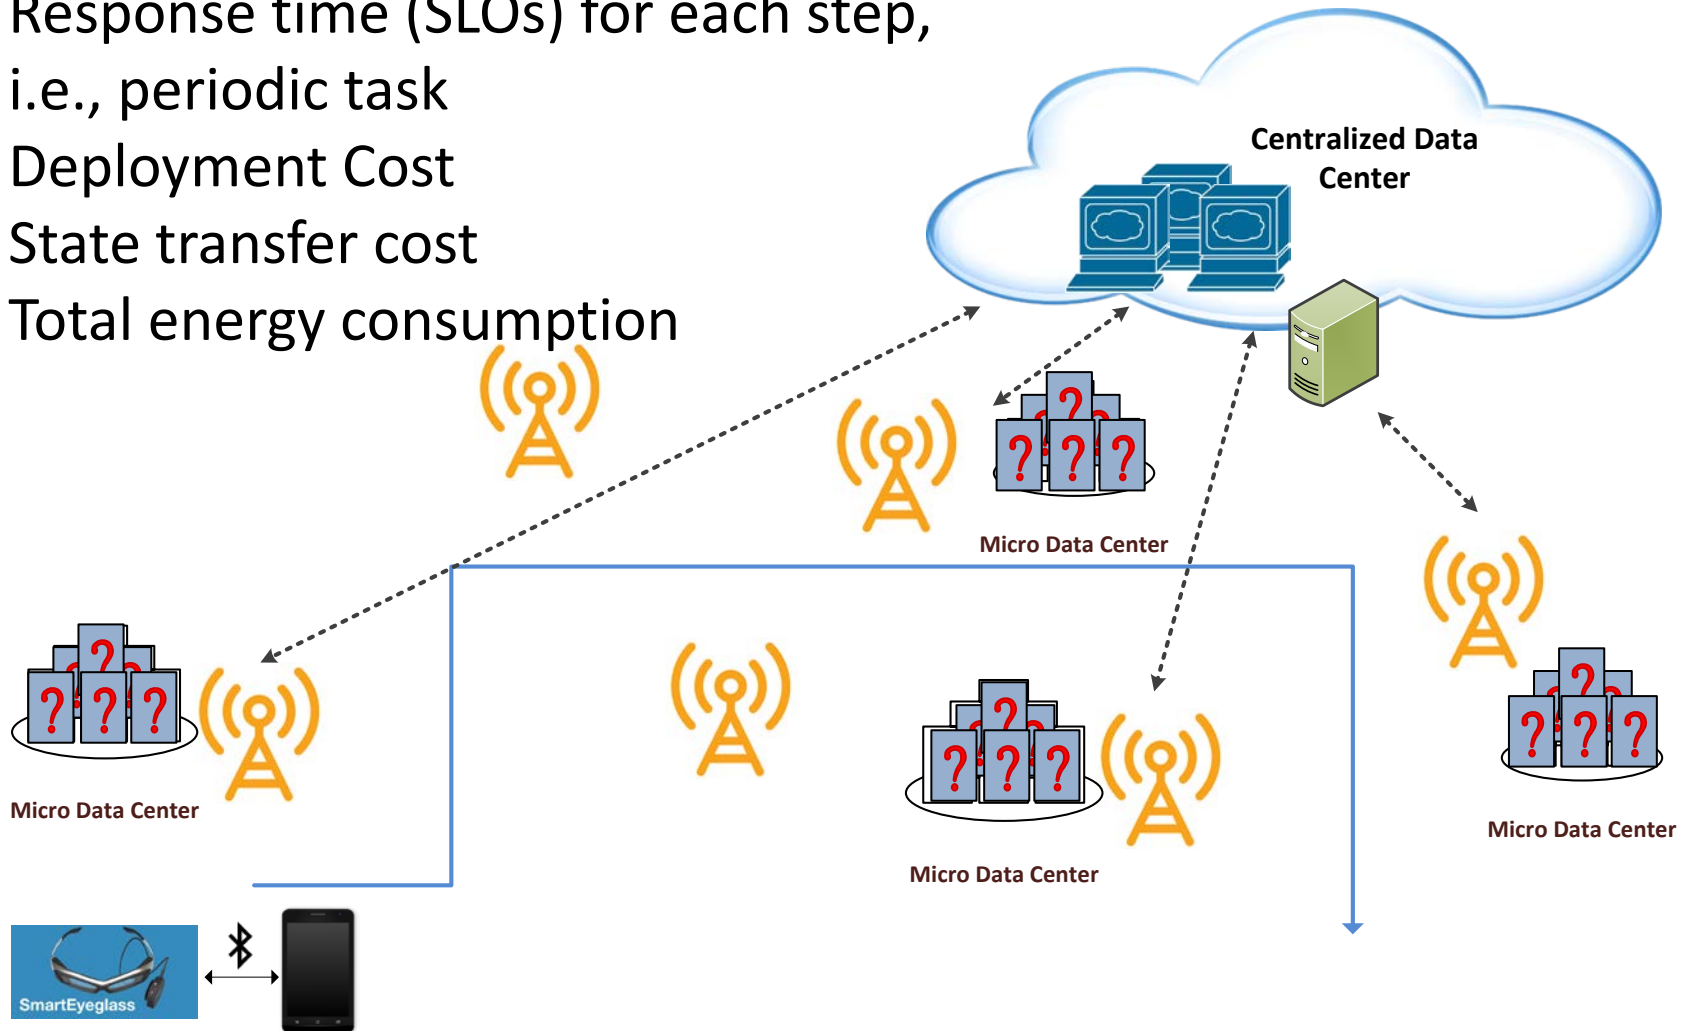 Response time (SLOs) for each step,
i.e., periodic task
Deployment Cost
State transfer cost
Total energy consumption
Centralized Data
Center
Micro Data Center
Micro Data Center
Micro Data Center
Micro Data Center
SmartEyeglass
? ? ? ?
? ? ? ?
? ? ? ?
? ? ? ?